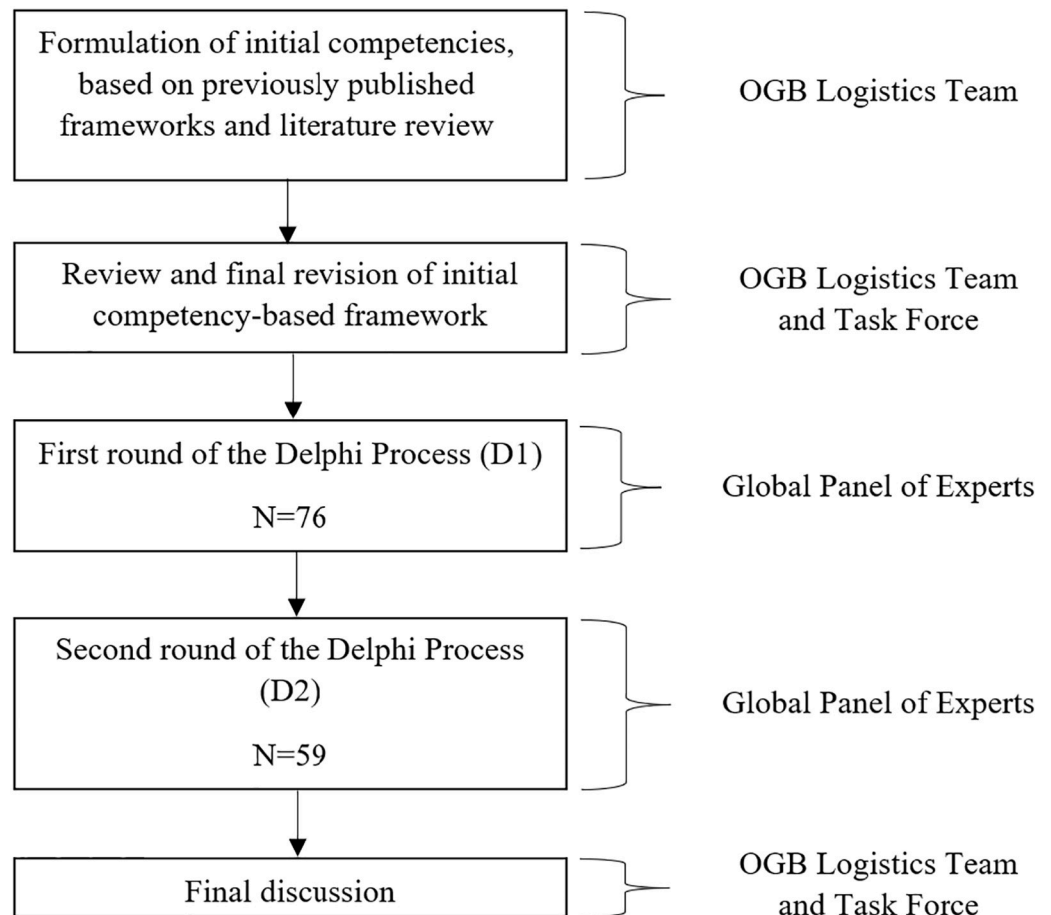 Formulation of initial competencies,
based on previously published
frameworks and literature review
OGB Logistics Team
Review and final revision of initial
competency-based framework
OGB Logistics Team
and Task Force
First round of the Delphi Process (D1)
N=76
Global Panel of Experts
Second round of the Delphi Process
(D2)
N=59
Global Panel of Experts
Final discussion
OGB Logistics Team
and Task Force